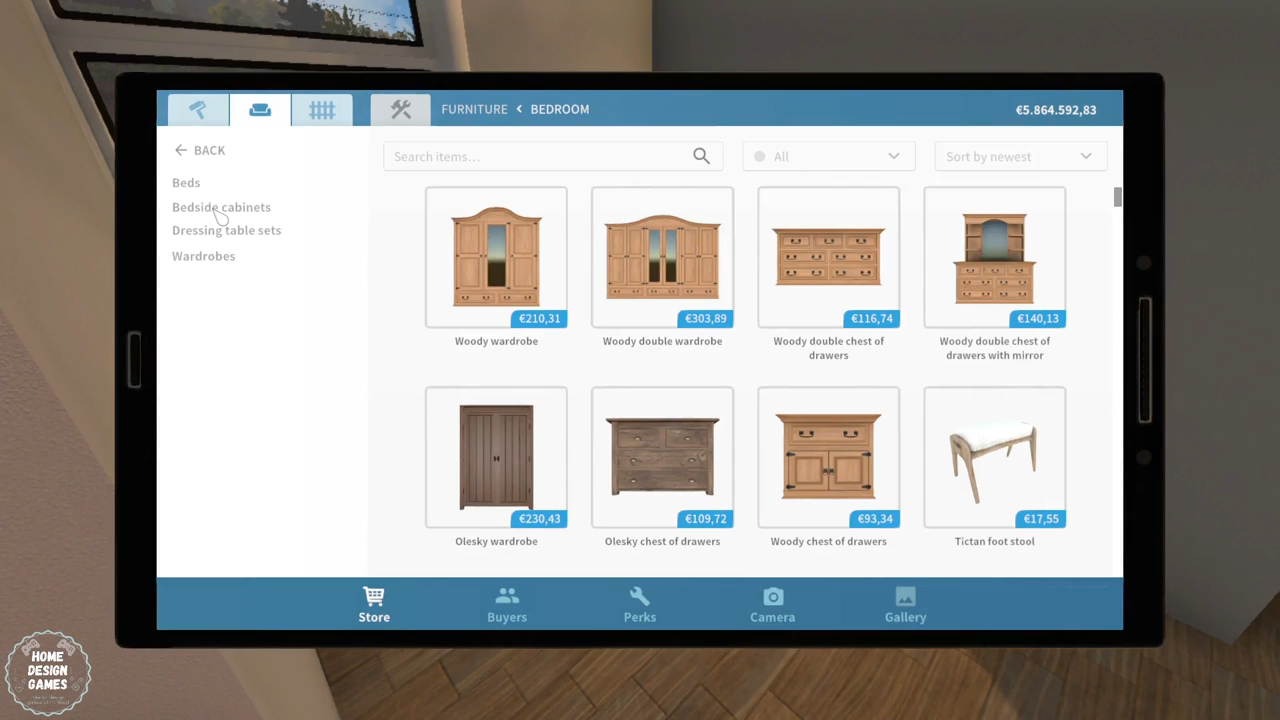 FURNITURE < BEDROOM
€5.864.592,83
BACK
Beds
Bedside cabinets
Dressing table sets
Wardrobes
Search items...
All
Sort by newest
€210,31
€303,89
€116,74
€140,13
Woody wardrobe
Woody double wardrobe
Woody double chest of
drawers
Woody double chest of
drawers with mirror
€230,43
€109,72
€93,34
€17,55
Olesky wardrobe
Olesky chest of drawers
Woody chest of drawers
Tictan foot stool
Store
Buyers
Perks
Camera
Gallery
HOME
DESIGN
GAMES